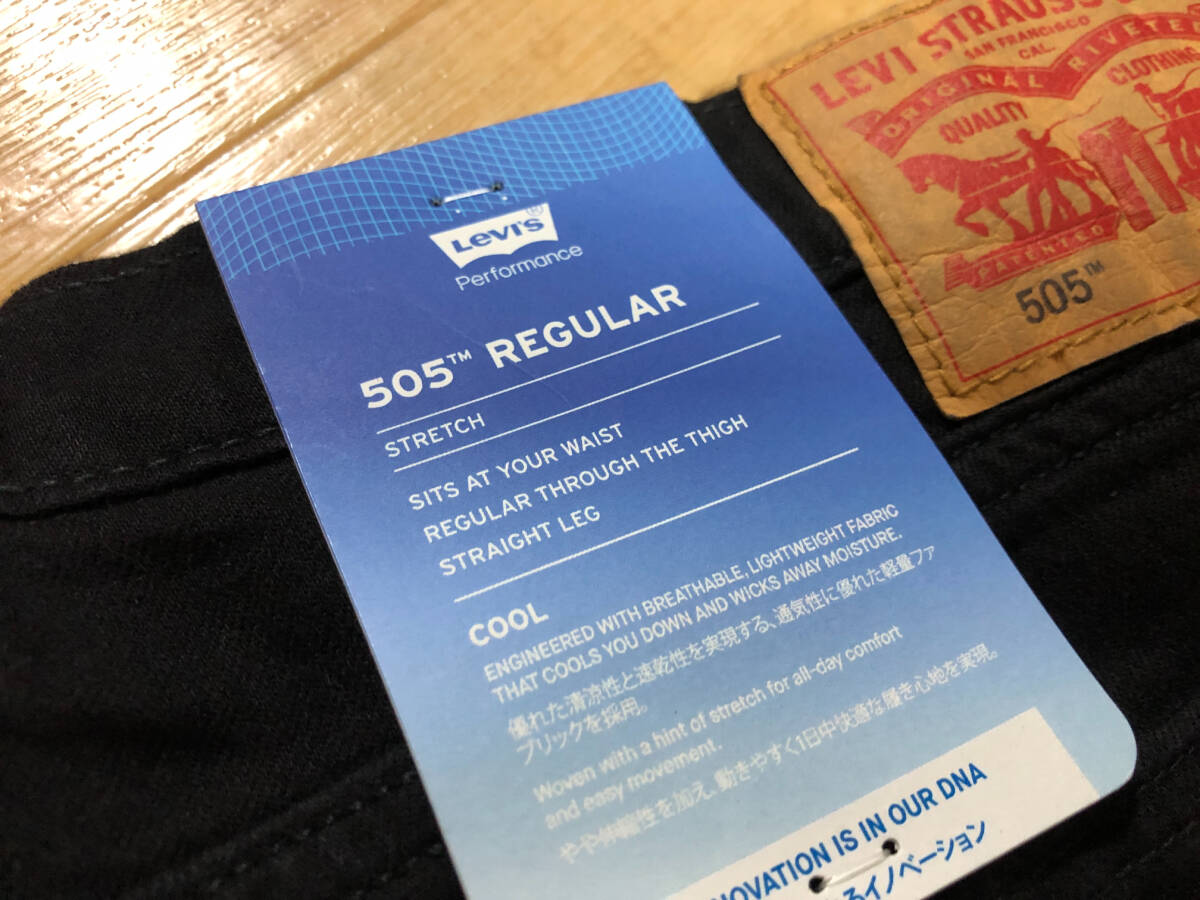 Levi's®
Performance
505™ REGULAR
STRETCH
SITS AT YOUR WAIST
REGULAR THROUGH THE THIGH
STRAIGHT LEG
COOL
ENGINEERED WITH BREATHABLE, LIGHTWEIGHT FABRIC
THAT COOLS YOU DOWN AND WICKS AWAY MOISTURE.
優れた清涼性と速乾性を実現する、通気性に優れた軽量ファ
ブリックを採用。
Woven with a hint of stretch for all-day comfort
and easy movement.
やや伸縮性を加え、動きやすく1日中快適な履き心地を実現。
NOVATION IS IN OUR DNA
るイノベーション
LEVI STRAUSS
SAN FRANCISCO
CAL.
ORIGINAL RIVETE
QUALITY CLOTHING
PATENTED
505™